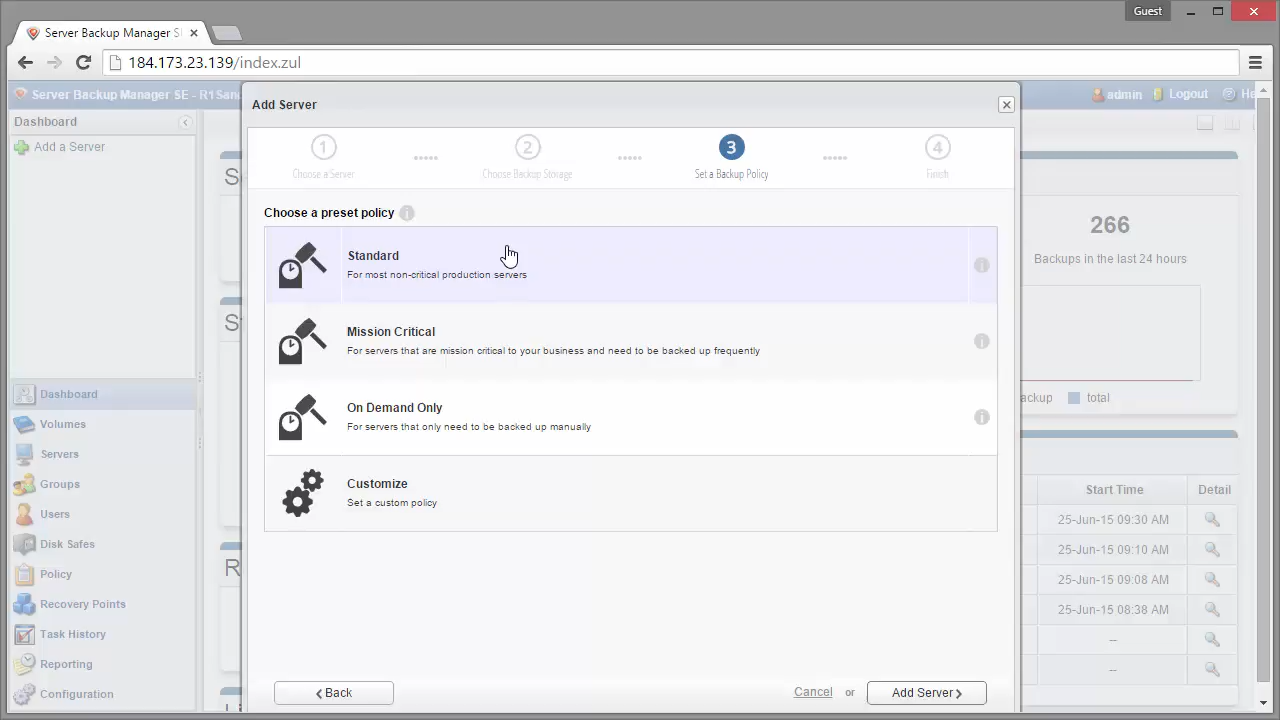 Guest
Server Backup Manager S
184.173.23.139/index.zul
Server Backup Manager SE - R1San
admin
Logout
He
Dashboard
Add a Server
Dashboard
Volumes
Servers
Groups
Users
Disk Safes
Policy
Recovery Points
Task History
Reporting
Configuration
Add Server
1
2
3
4
Choose a Server
Choose Backup Storage
Set a Backup Policy
Finish
Choose a preset policy
Standard
For most non-critical production servers
Mission Critical
For servers that are mission critical to your business and need to be backed up frequently
On Demand Only
For servers that only need to be backed up manually
Customize
Set a custom policy
Back
Cancel
or
Add Server
266
Backups in the last 24 hours
ackup
total
Start Time
Detail
25-Jun-15 09:30 AM
25-Jun-15 09:10 AM
25-Jun-15 09:08 AM
25-Jun-15 08:38 AM
--
--